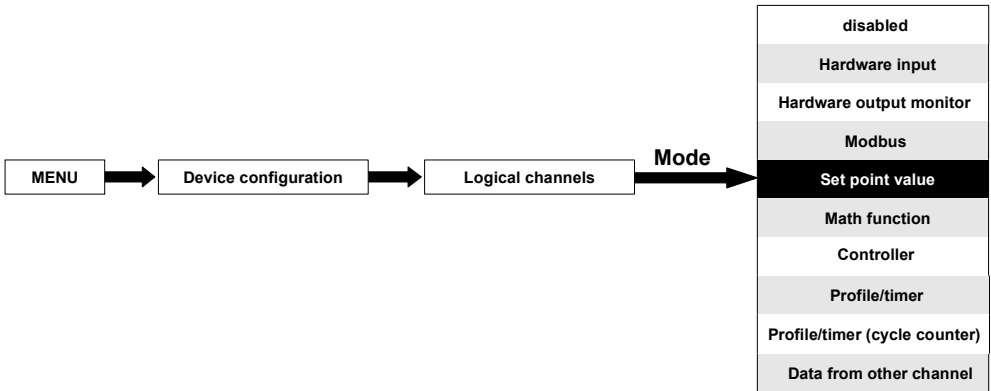 MENU
Device configuration
Logical channels
Mode
disabled
Hardware input
Hardware output monitor
Modbus
Set point value
Math function
Controller
Profile/timer
Profile/timer (cycle counter)
Data from other channel